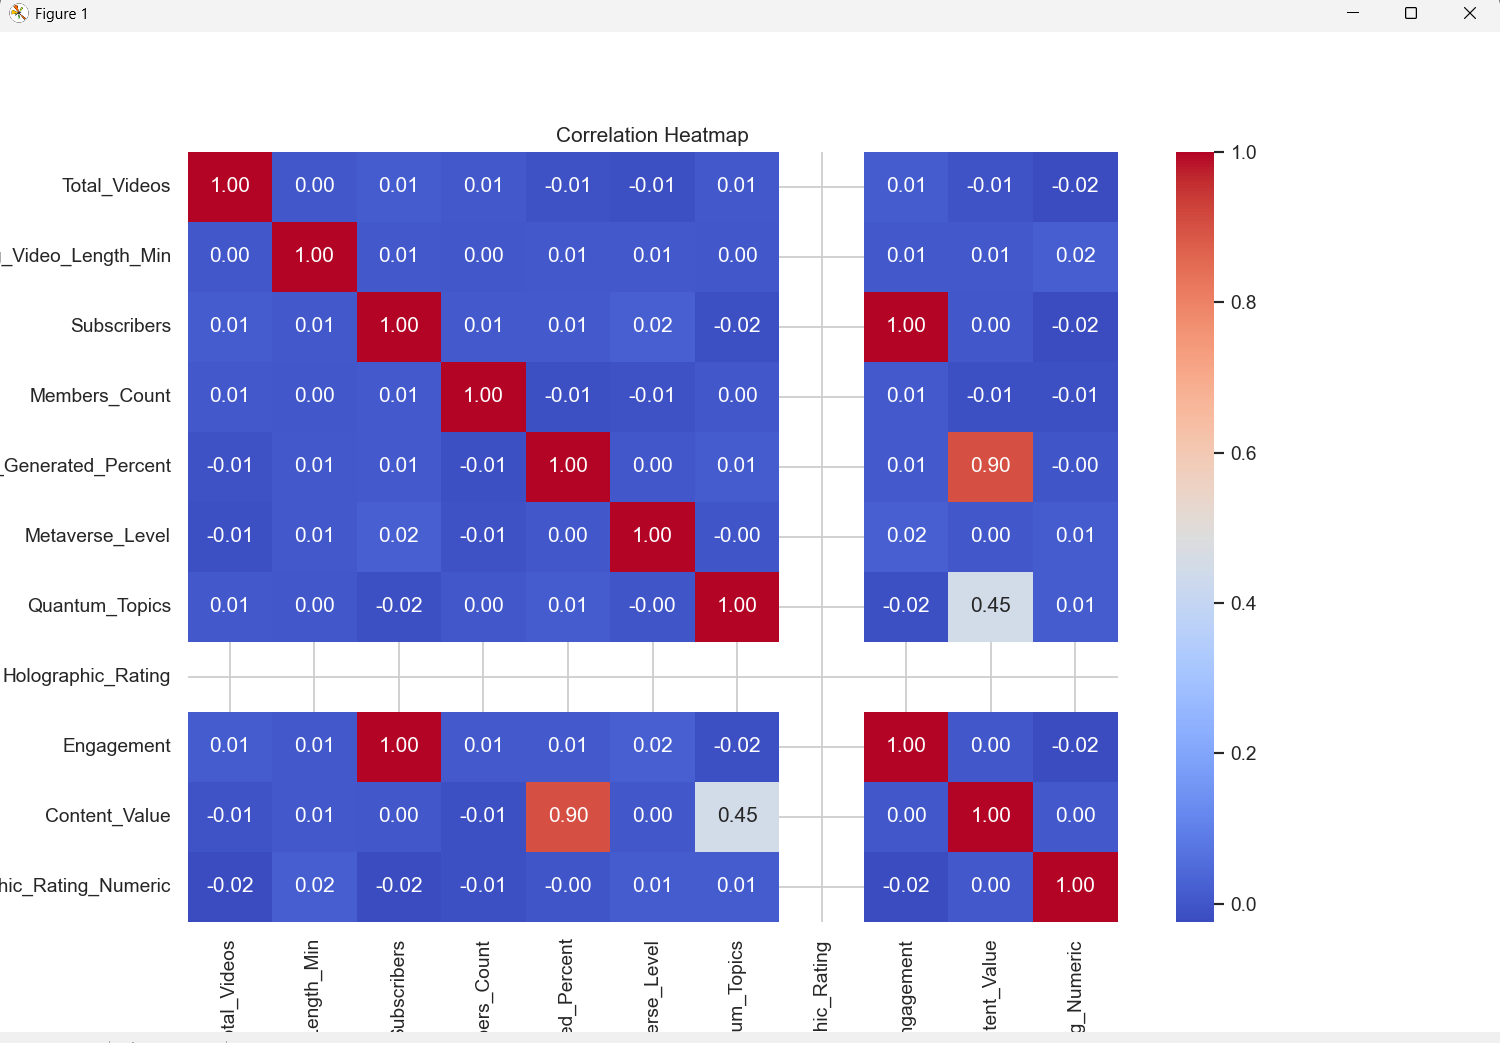 Figure 1
Correlation Heatmap
Total_Videos 1.00 0.00 0.01 0.01 -0.01 -0.01 0.01 0.01 -0.01 -0.02
_Video_Length_Min 0.00 1.00 0.01 0.00 0.01 0.01 0.00 0.01 0.01 0.02
Subscribers 0.01 0.01 1.00 0.01 0.01 0.02 -0.02 1.00 0.00 -0.02
Members_Count 0.01 0.00 0.01 1.00 -0.01 -0.01 0.00 0.01 -0.01 -0.01
_Generated_Percent -0.01 0.01 0.01 -0.01 1.00 0.00 0.01 0.01 0.90 -0.00
Metaverse_Level -0.01 0.01 0.02 -0.01 0.00 1.00 -0.00 0.02 0.00 0.01
Quantum_Topics 0.01 0.00 -0.02 0.00 0.01 -0.00 1.00 -0.02 0.45 0.01
Holographic_Rating
Engagement 0.01 0.01 1.00 0.01 0.01 0.02 -0.02 1.00 0.00 -0.02
Content_Value -0.01 0.01 0.00 -0.01 0.90 0.00 0.45 0.00 1.00 0.00
hic_Rating_Numeric -0.02 0.02 -0.02 -0.01 -0.00 0.01 0.01 -0.02 0.00 1.00
otal_Videos
Length_Min
Subscribers
bers_Count
ed_Percent
erse_Level
um_Topics
hic_Rating
ngagement
tent_Value
g_Numeric
1.0
0.8
0.6
0.4
0.2
0.0